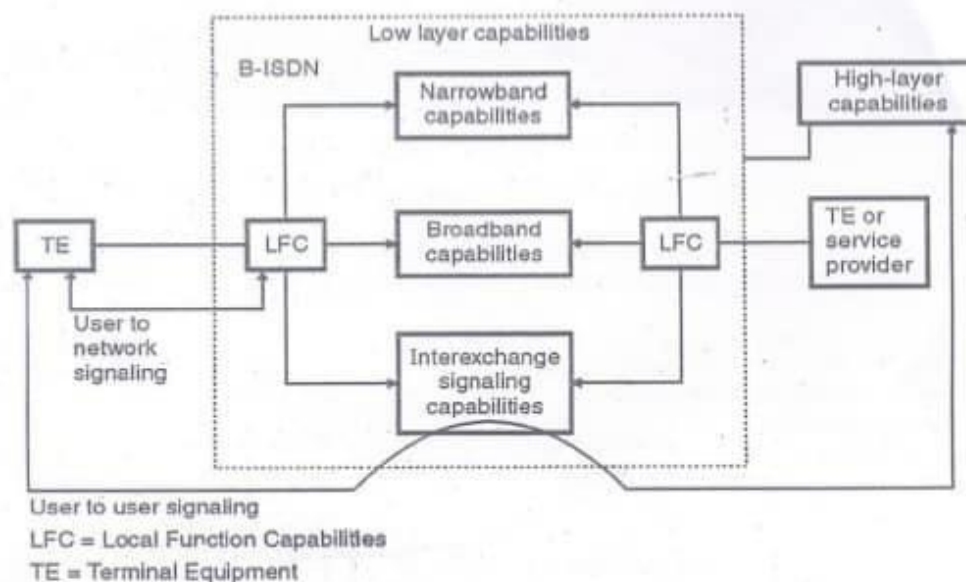 Low layer capabilities
B-ISDN
Narrowband
capabilities
High-layer
capabilities
TE
LFC
Broadband
capabilities
LFC
TE or
service
provider
User to
network
signaling
Interexchange
signaling
capabilities
User to user signaling
LFC = Local Function Capabilities
TE = Terminal Equipment